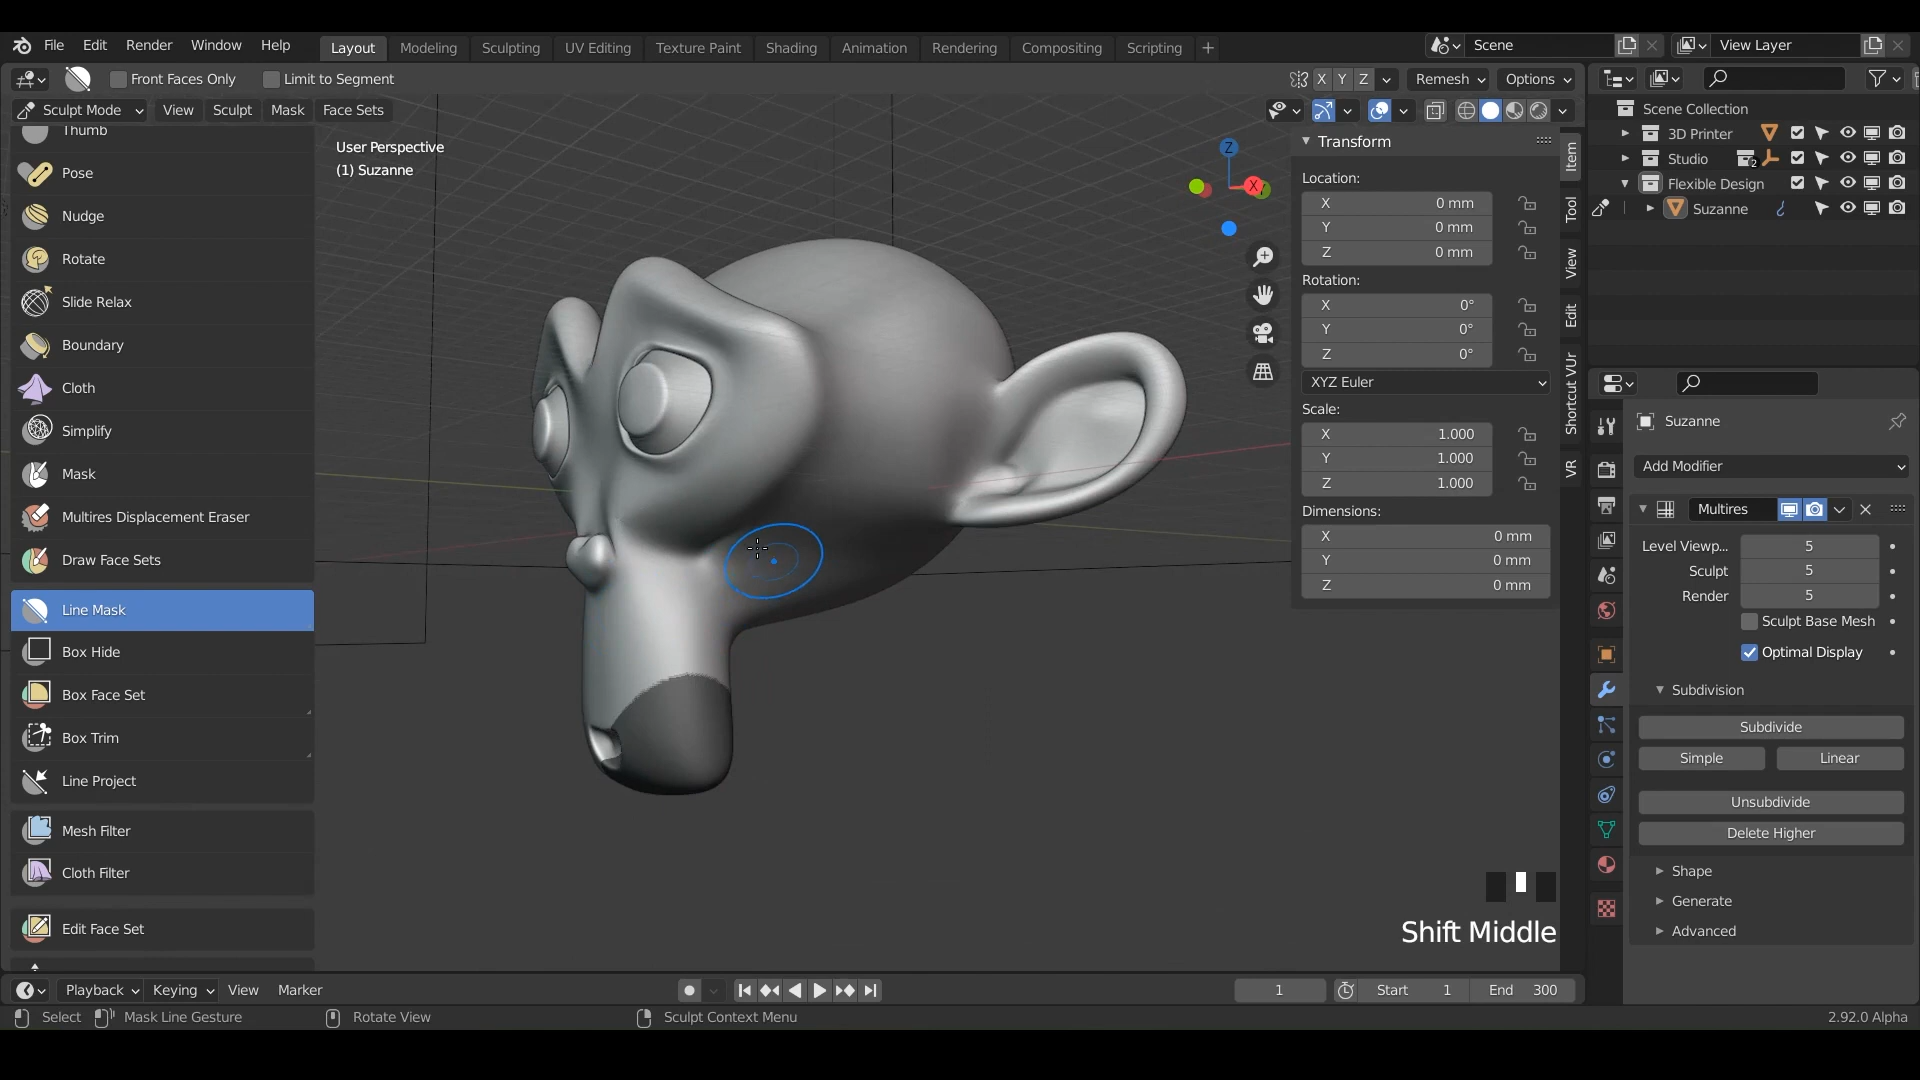 File Edit Render Window Help Layout Modeling Sculpting UV Editing Texture Paint Shading Animation Rendering Compositing Scripting + Scene View Layer
Front Faces Only Limit to Segment X Y Z Remesh Options
Sculpt Mode View Sculpt Mask Face Sets
Thumb
Pose
Nudge
Rotate
Slide Relax
Boundary
Cloth
Simplify
Mask
Multires Displacement Eraser
Draw Face Sets
Line Mask
Box Hide
Box Face Set
Box Trim
Line Project
Mesh Filter
Cloth Filter
Edit Face Set
User Perspective
(1) Suzanne
Z
X
Transform
Location:
X 0 mm
Y 0 mm
Z 0 mm
Rotation:
X 0°
Y 0°
Z 0°
XYZ Euler
Scale:
X 1.000
Y 1.000
Z 1.000
Dimensions:
X 0 mm
Y 0 mm
Z 0 mm
Item
Tool
View
Edit
Shortcut VUr
VR
Shift Middle
Scene Collection
3D Printer
Studio 2
Flexible Design
Suzanne
Suzanne
Add Modifier
Multires
Level Viewp... 5
Sculpt 5
Render 5
Sculpt Base Mesh
Optimal Display
Subdivision
Subdivide
Simple Linear
Unsubdivide
Delete Higher
Shape
Generate
Advanced
Playback Keying View Marker 1 Start 1 End 300
Select Mask Line Gesture Rotate View Sculpt Context Menu 2.92.0 Alpha